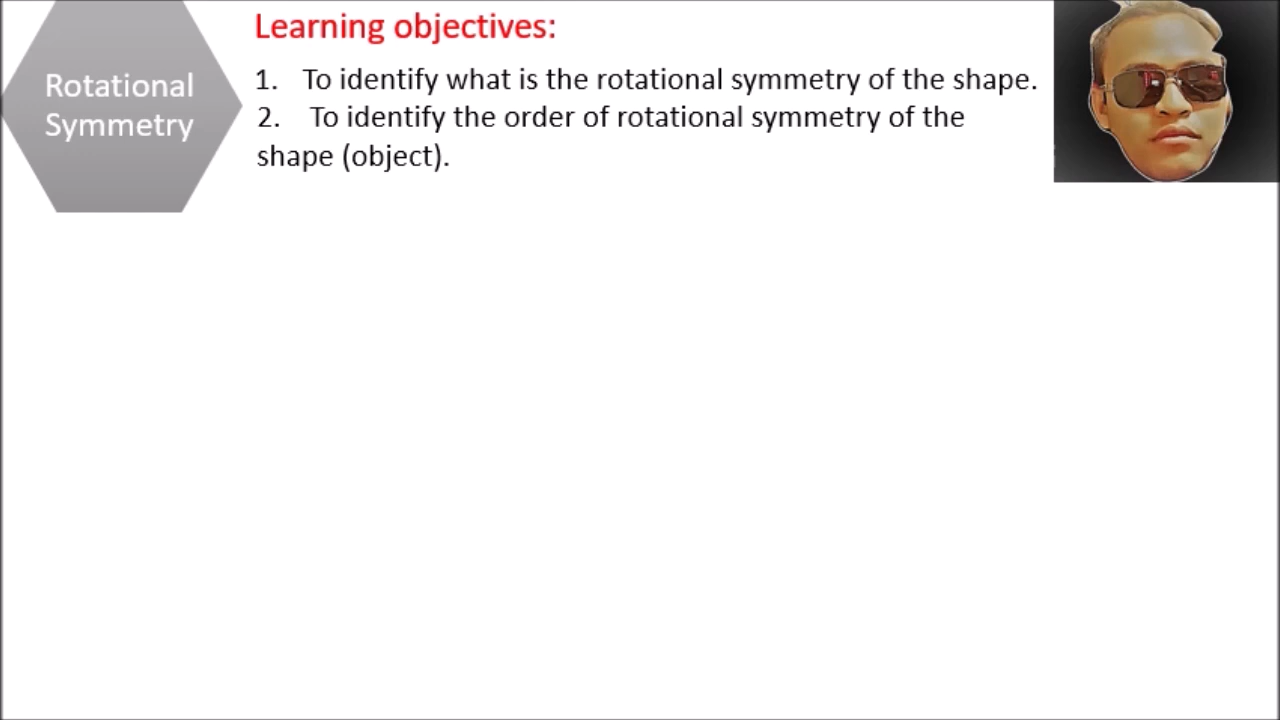 Rotational
Symmetry
Learning objectives:
1. To identify what is the rotational symmetry of the shape.
2. To identify the order of rotational symmetry of the
shape (object).